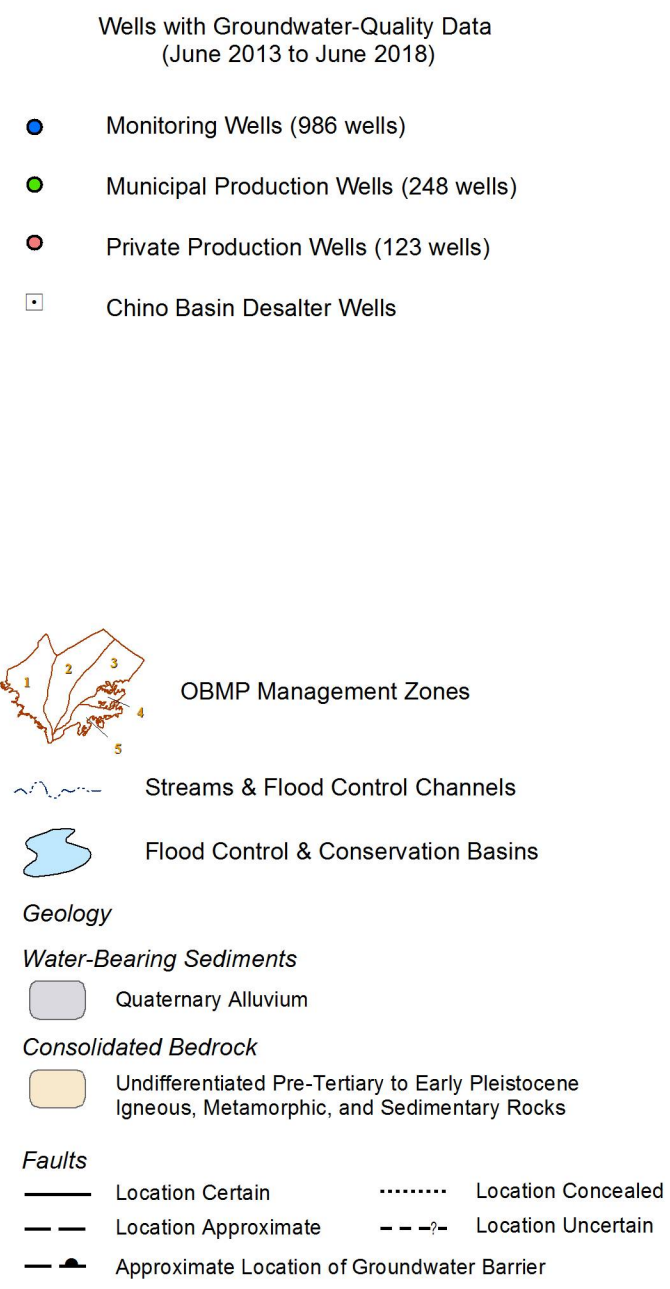 Wells with Groundwater-Quality Data
(June 2013 to June 2018)
Monitoring Wells (986 wells)
Municipal Production Wells (248 wells)
Private Production Wells (123 wells)
Chino Basin Desalter Wells
1
2
3
4
5
OBMP Management Zones
Streams & Flood Control Channels
Flood Control & Conservation Basins
Geology
Water-Bearing Sediments
Quaternary Alluvium
Consolidated Bedrock
Undifferentiated Pre-Tertiary to Early Pleistocene
Igneous, Metamorphic, and Sedimentary Rocks
Faults
Location Certain
Location Concealed
Location Approximate
?
Location Uncertain
Approximate Location of Groundwater Barrier